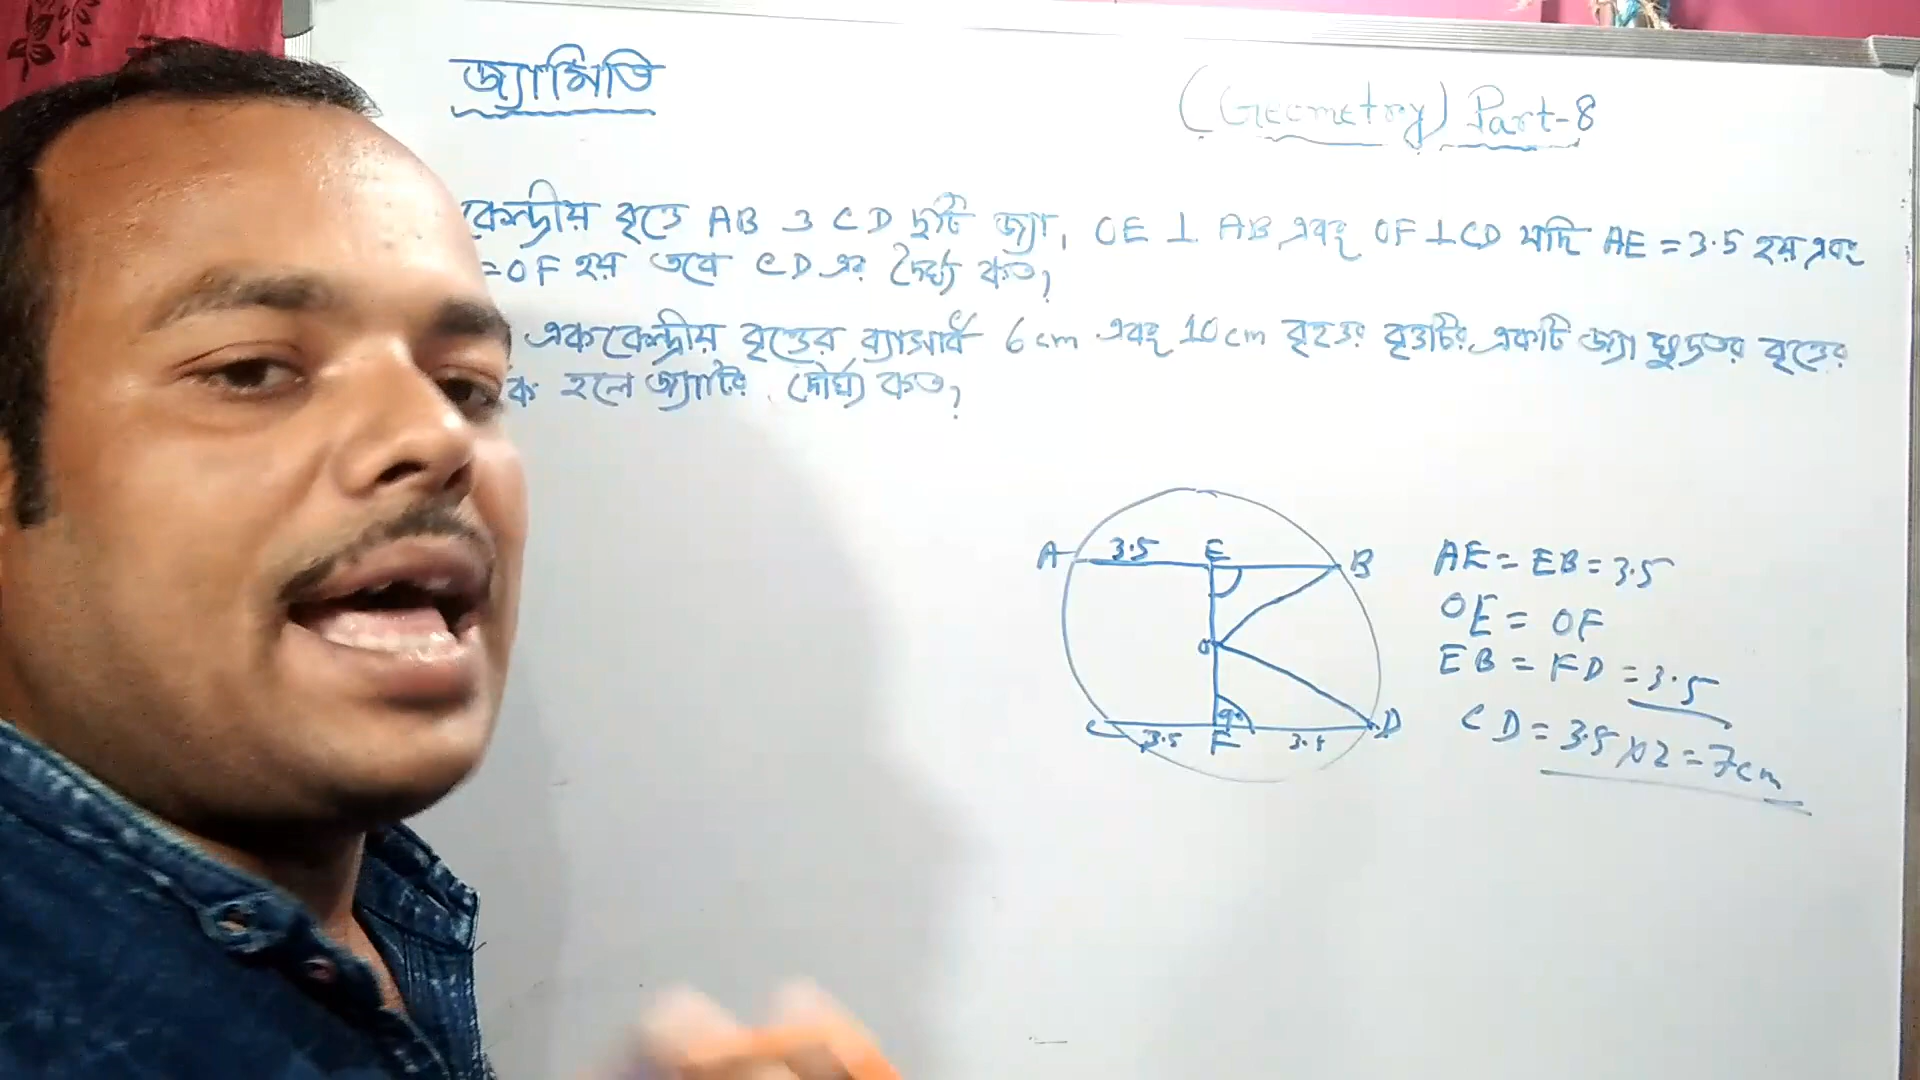 জ্যামিতি
(Geometry) Part-8
কেন্দ্রীয় বৃত্তে AB ও CD দুটি জ্যা, OE ⊥ AB এবং OF ⊥ CD যদি AE = 3.5 হয় এবং
= OF হয় তবে CD এর দৈর্ঘ্য কত?
এককেন্দ্রীয় বৃত্তের ব্যাসার্ধ 6 cm এবং 10 cm বৃহত্তর বৃত্তটির একটি জ্যা ক্ষুদ্রতর বৃত্তের
ক হলে জ্যাটির দৈর্ঘ্য কত?
A 3.5 E B
O
90
C 3.5 F 3.5 D
AE = EB = 3.5
OE = OF
EB = FD = 3.5
CD = 3.5 × 2 = 7cm